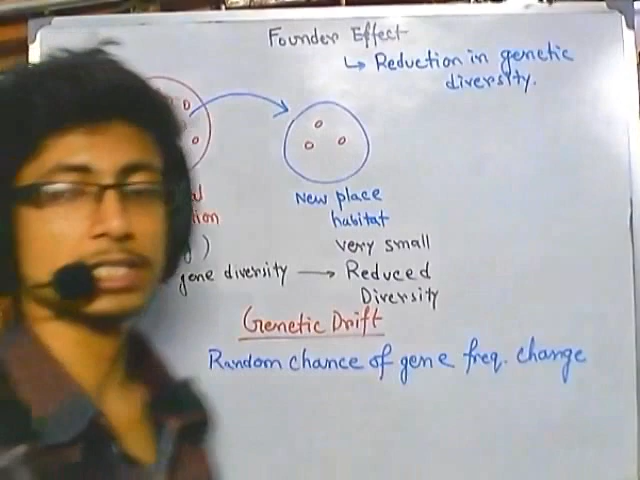 Founder Effect
↳ Reduction in genetic
diversity.
New place
habitat
very small
gene diversity → Reduced
Diversity
Genetic Drift
Random chance of gene freq. change